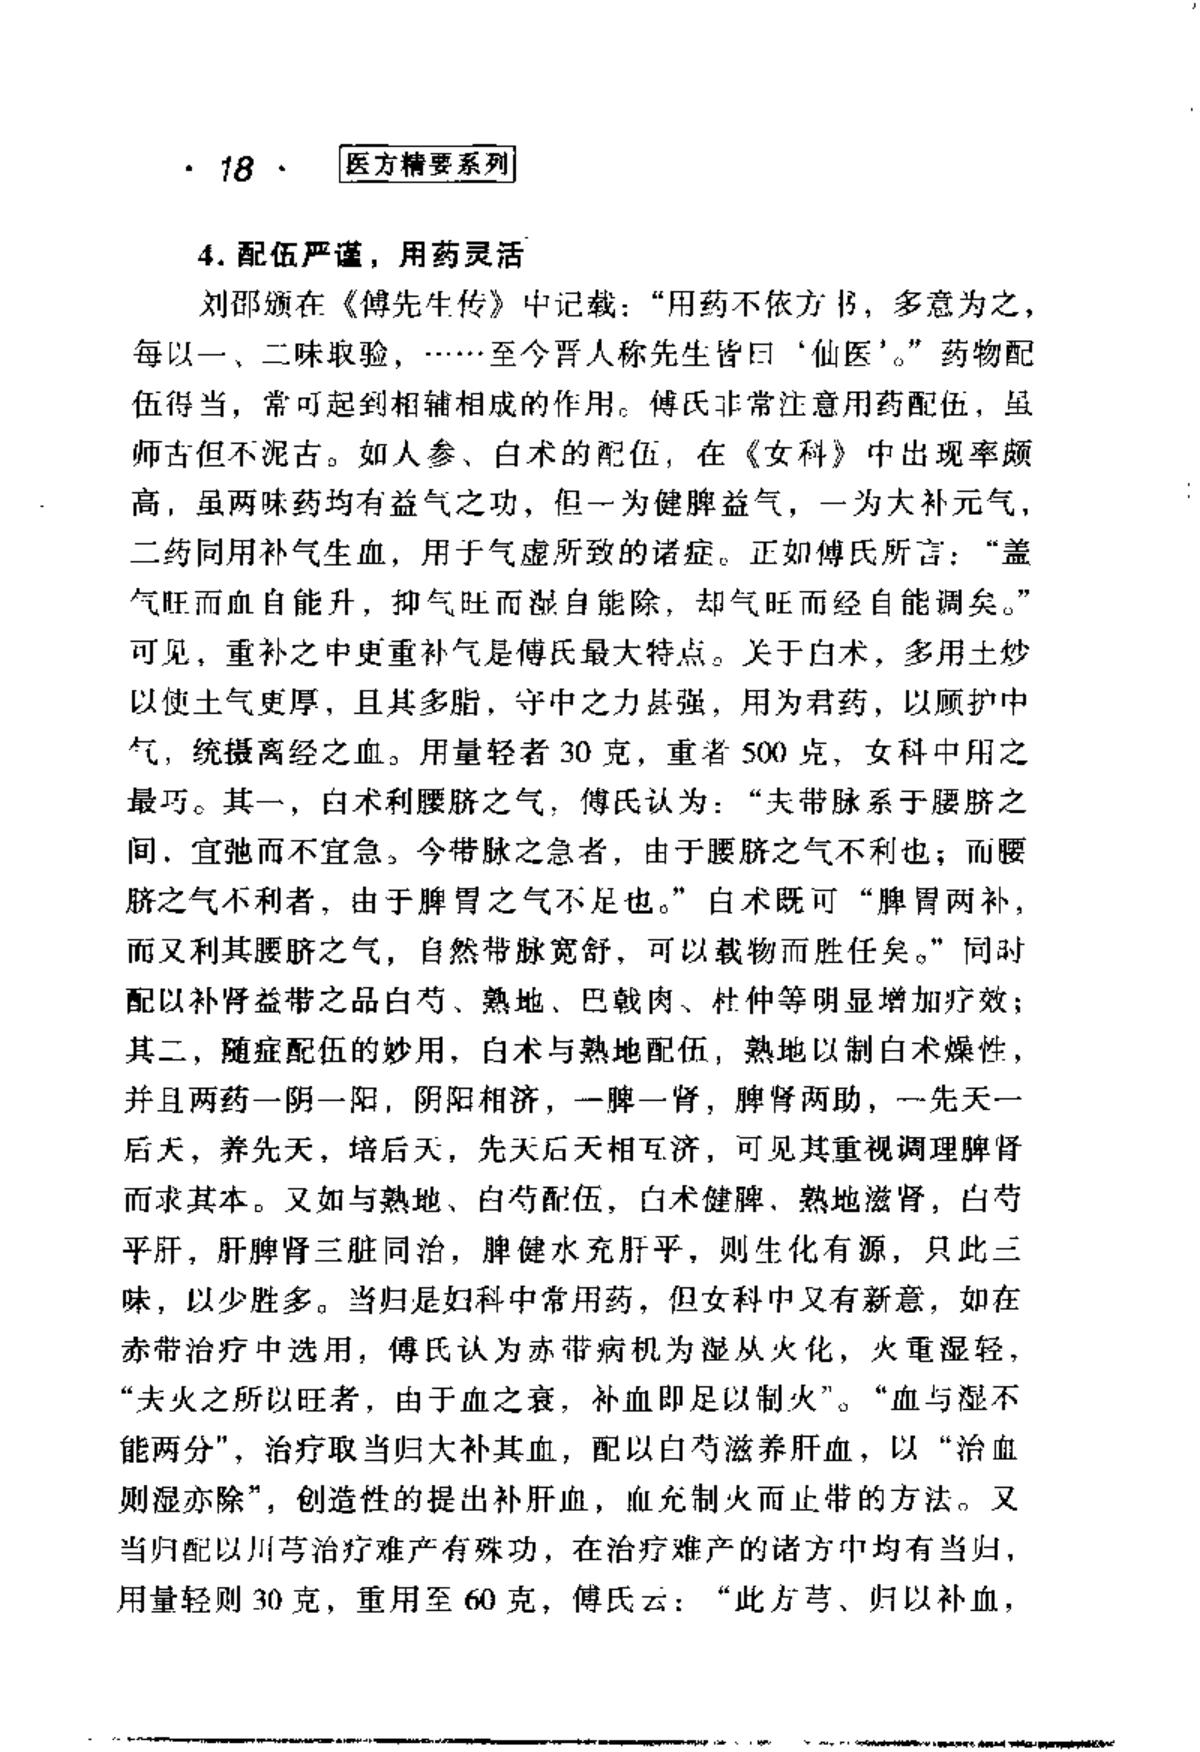 · 18 · 医方精要系列
4. 配伍严谨，用药灵活
刘邵颁在《傅先生传》中记载：“用药不依方书，多意为之，
每以一、二味取验，……至今晋人称先生皆曰‘仙医’。”药物配
伍得当，常可起到相辅相成的作用。傅氏非常注意用药配伍，虽
师古但不泥古。如人参、白术的配伍，在《女科》中出现率颇
高，虽两味药均有益气之功，但一为健脾益气，一为大补元气，
二药同用补气生血，用于气虚所致的诸症。正如傅氏所言：“盖
气旺而血自能升，抑气旺而湿自能除，却气旺而经自能调矣。”
可见，重补之中更重补气是傅氏最大特点。关于白术，多用土炒
以使土气更厚，且其多脂，守中之力甚强，用为君药，以顾护中
气，统摄离经之血。用量轻者 30 克，重者 500 克，女科中用之
最巧。其一，白术利腰脐之气，傅氏认为：“夫带脉系于腰脐之
间，宜弛而不宜急。今带脉之急者，由于腰脐之气不利也；而腰
脐之气不利者，由于脾胃之气不足也。”白术既可“脾胃两补，
而又利其腰脐之气，自然带脉宽舒，可以载物而胜任矣。”同时
配以补肾益带之品白芍、熟地、巴戟肉、杜仲等明显增加疗效；
其二，随症配伍的妙用，白术与熟地配伍，熟地以制白术燥性，
并且两药一阴一阳，阴阳相济，一脾一肾，脾肾两助，一先天一
后天，养先天，培后天，先天后天相互济，可见其重视调理脾肾
而求其本。又如与熟地、白芍配伍，白术健脾、熟地滋肾，白芍
平肝，肝脾肾三脏同治，脾健水充肝平，则生化有源，只此三
味，以少胜多。当归是妇科中常用药，但女科中又有新意，如在
赤带治疗中选用，傅氏认为赤带病机为湿从火化，火重湿轻，
“夫火之所以旺者，由于血之衰，补血即足以制火”。“血与湿不
能两分”，治疗取当归大补其血，配以白芍滋养肝血，以“治血
则湿亦除”，创造性的提出补肝血，血充制火而止带的方法。又
当归配以川芎治疗难产有殊功，在治疗难产的诸方中均有当归，
用量轻则 30 克，重用至 60 克，傅氏云：“此方芎、归以补血，